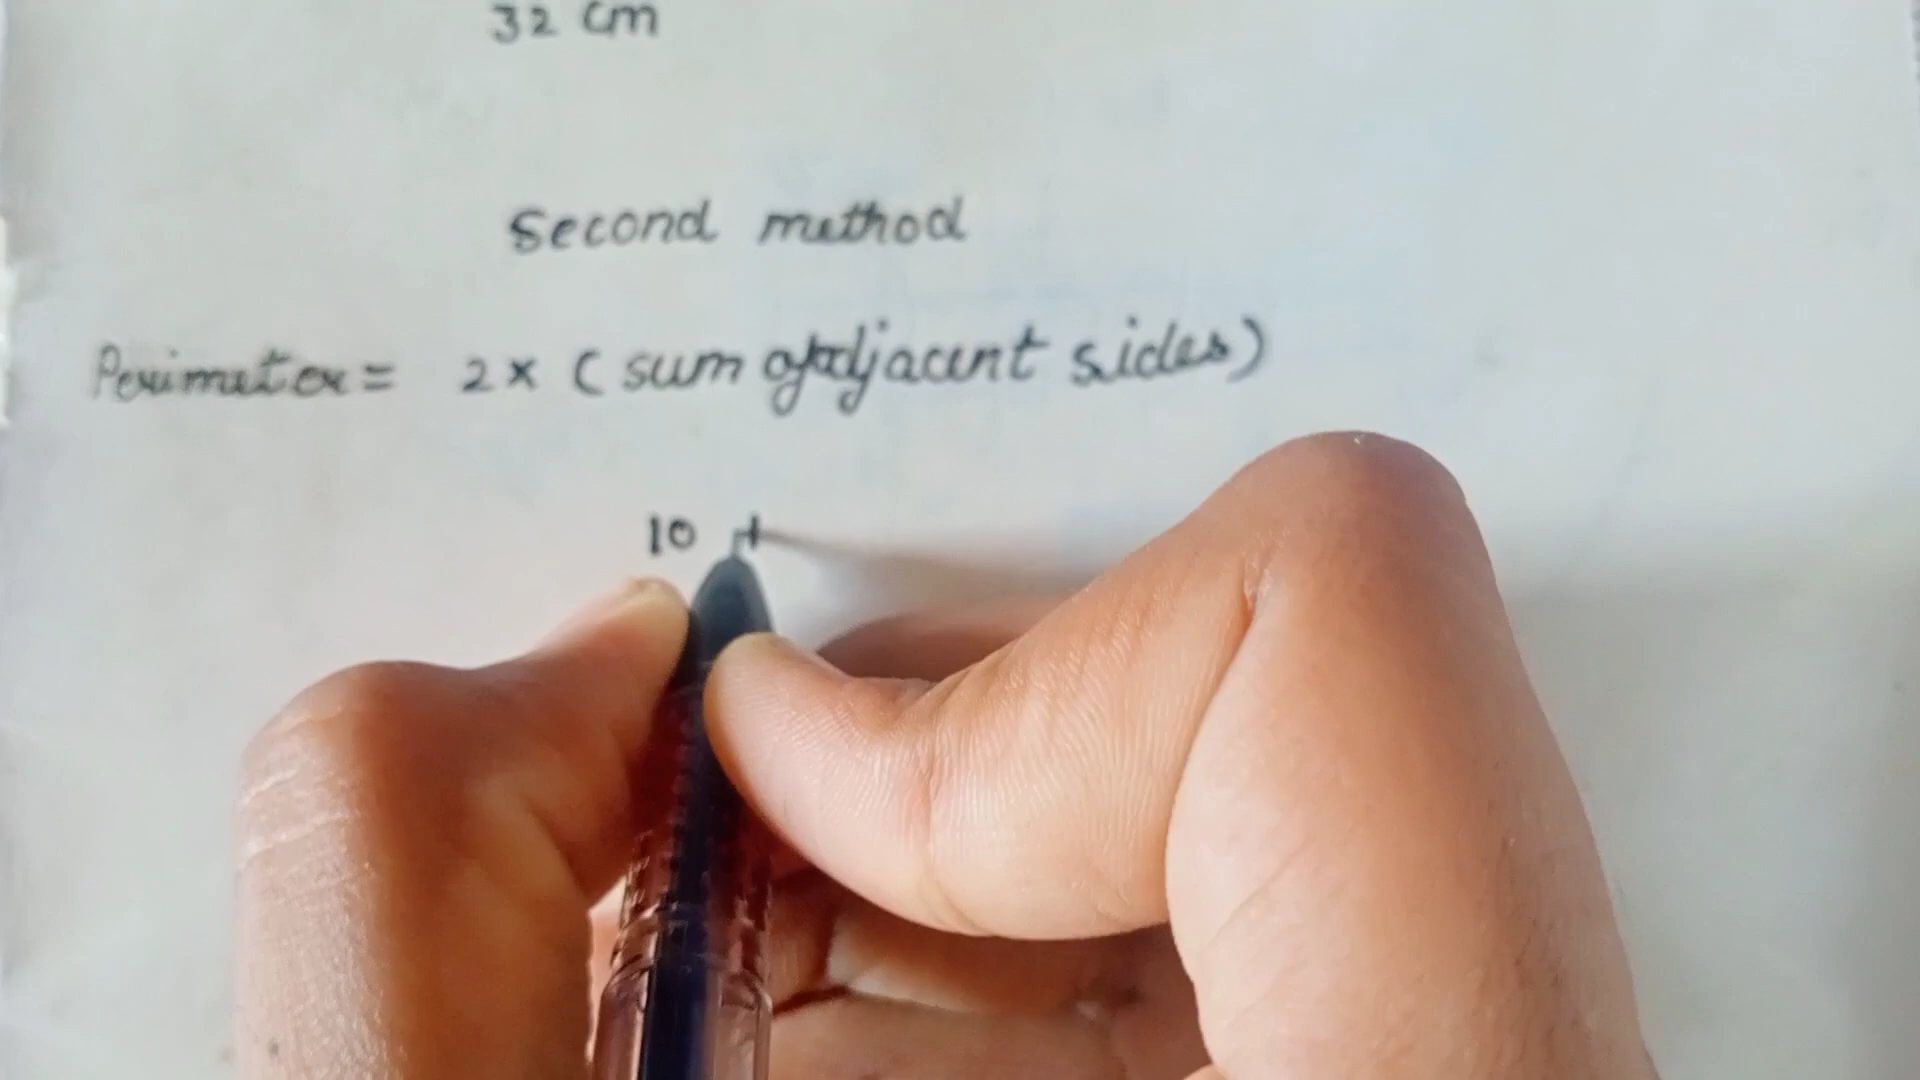 32 cm
Second method
Perimeter = 2 x ( sum of adjacent sides )
10 +